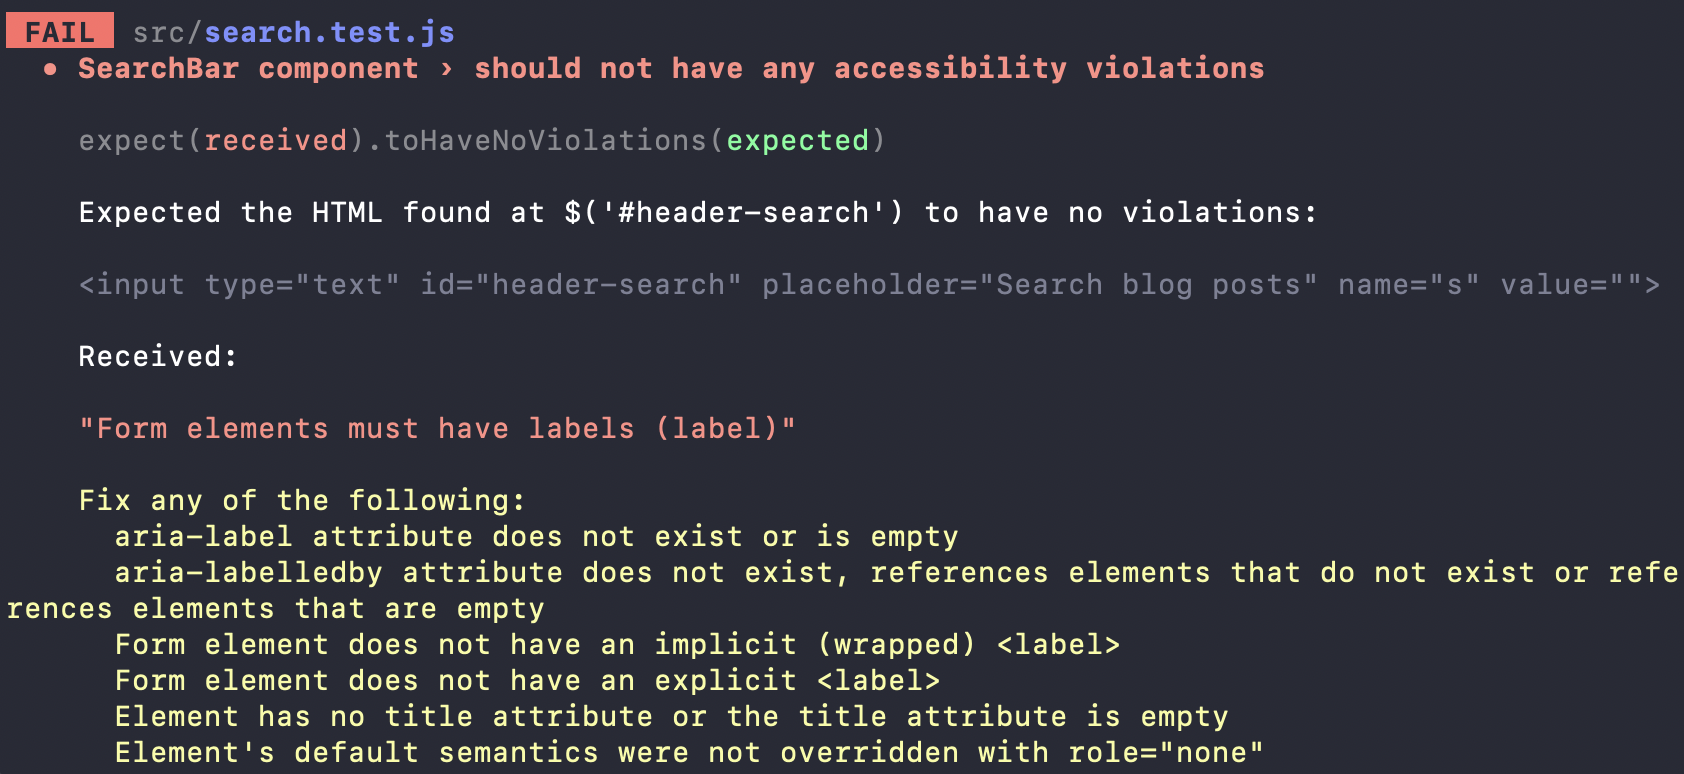 FAIL src/search.test.js
● SearchBar component › should not have any accessibility violations
expect(received).toHaveNoViolations(expected)
Expected the HTML found at $('#header-search') to have no violations:
<input type="text" id="header-search" placeholder="Search blog posts" name="s" value="">
Received:
"Form elements must have labels (label)"
Fix any of the following:
aria-label attribute does not exist or is empty
aria-labelledby attribute does not exist, references elements that do not exist or refe
rences elements that are empty
Form element does not have an implicit (wrapped) <label>
Form element does not have an explicit <label>
Element has no title attribute or the title attribute is empty
Element's default semantics were not overridden with role="none"